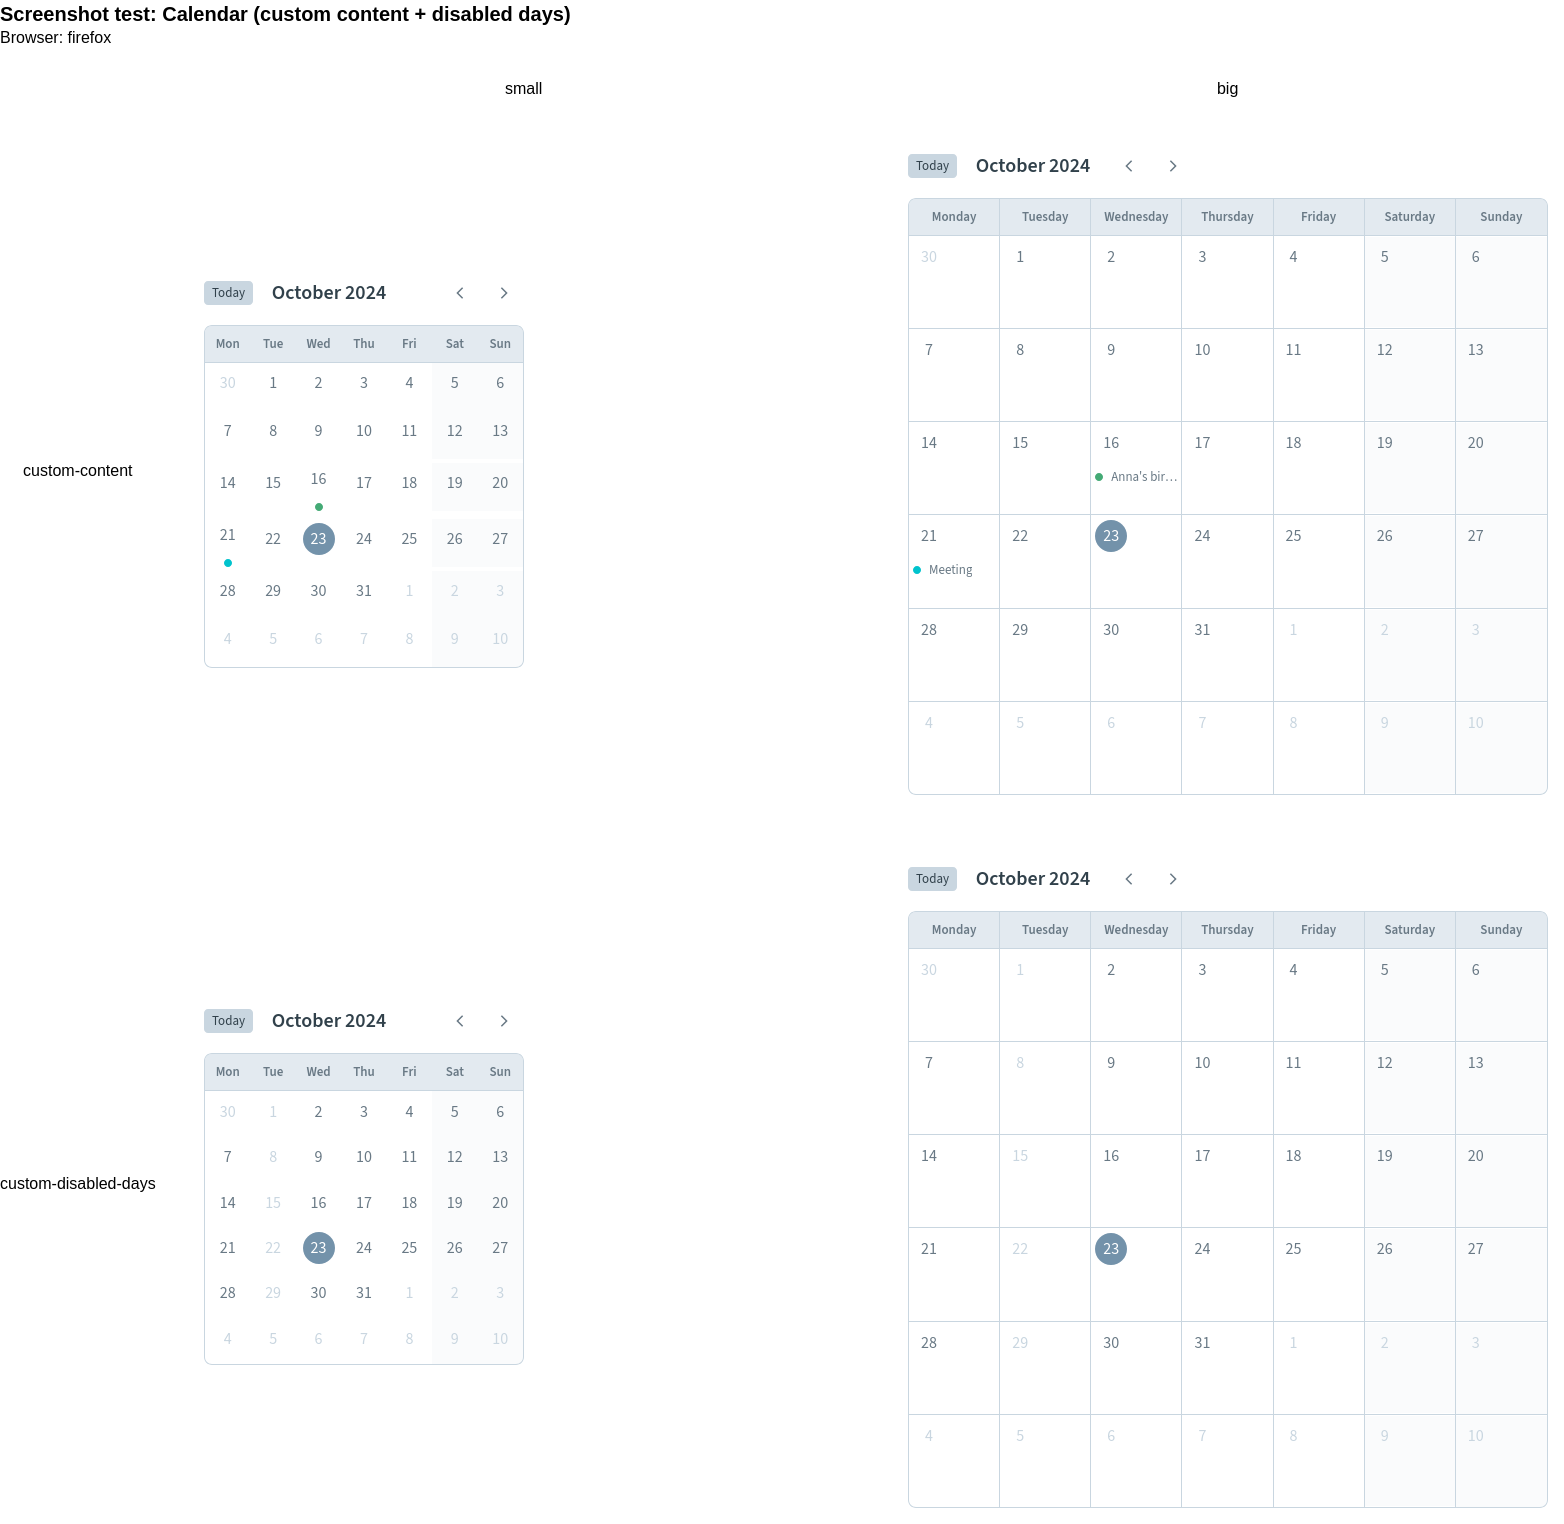 Screenshot test: Calendar (custom content + disabled days)
Browser: firefox
small
big
custom-content
Today
October 2024
Mon Tue Wed Thu Fri Sat Sun
30 1 2 3 4 5 6
7 8 9 10 11 12 13
14 15 16 17 18 19 20
21 22 23 24 25 26 27
28 29 30 31 1 2 3
4 5 6 7 8 9 10
Today
October 2024
Monday Tuesday Wednesday Thursday Friday Saturday Sunday
30 1 2 3 4 5 6
7 8 9 10 11 12 13
14 15 16 17 18 19 20
Anna's bir…
21 22 23 24 25 26 27
Meeting
28 29 30 31 1 2 3
4 5 6 7 8 9 10
custom-disabled-days
Today
October 2024
Mon Tue Wed Thu Fri Sat Sun
30 1 2 3 4 5 6
7 8 9 10 11 12 13
14 15 16 17 18 19 20
21 22 23 24 25 26 27
28 29 30 31 1 2 3
4 5 6 7 8 9 10
Today
October 2024
Monday Tuesday Wednesday Thursday Friday Saturday Sunday
30 1 2 3 4 5 6
7 8 9 10 11 12 13
14 15 16 17 18 19 20
21 22 23 24 25 26 27
28 29 30 31 1 2 3
4 5 6 7 8 9 10